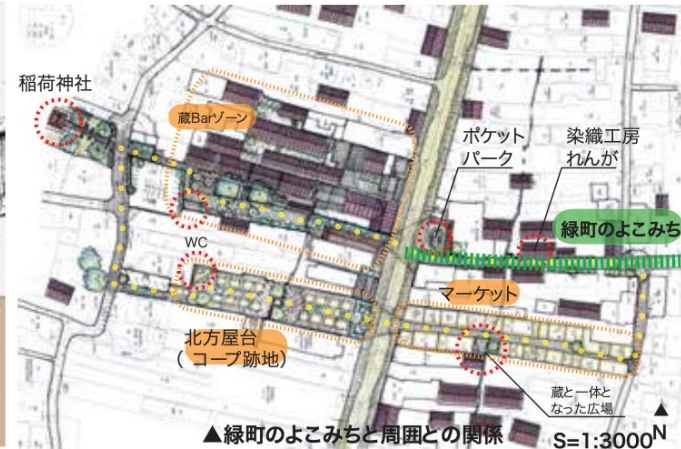 稲荷神社
蔵Barゾーン
ポケット
パーク
染織工房
れんが
緑町のよこみち
WC
マーケット
北方屋台
（ コープ跡地）
蔵と一体と
なった広場
▲緑町のよこみちと周囲との関係
S=1:3000
▲
N